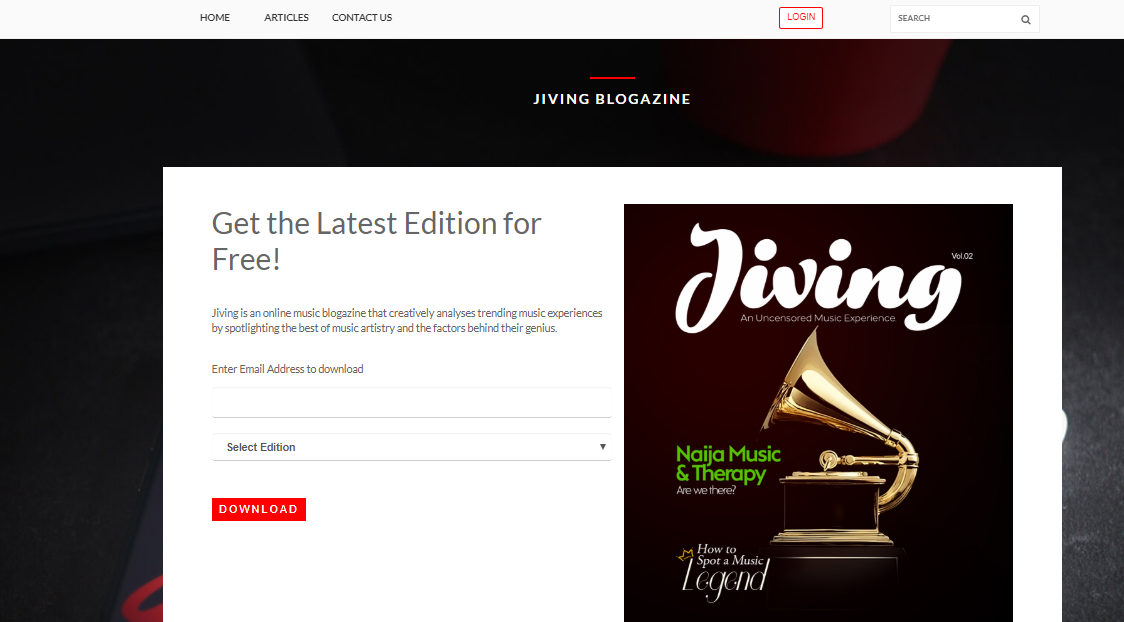 HOME
ARTICLES
CONTACT US
LOGIN
SEARCH
JIVING BLOGAZINE
Get the Latest Edition for
Free!
Jiving is an online music blogazine that creatively analyses trending music experiences
by spotlighting the best of music artistry and the factors behind their genius.
Enter Email Address to download
Select Edition
DOWNLOAD
Jiving
Vol.02
An Uncensored Music Experience
Naija Music
& Therapy
Are we there?
How to
Spot a Music
Legend